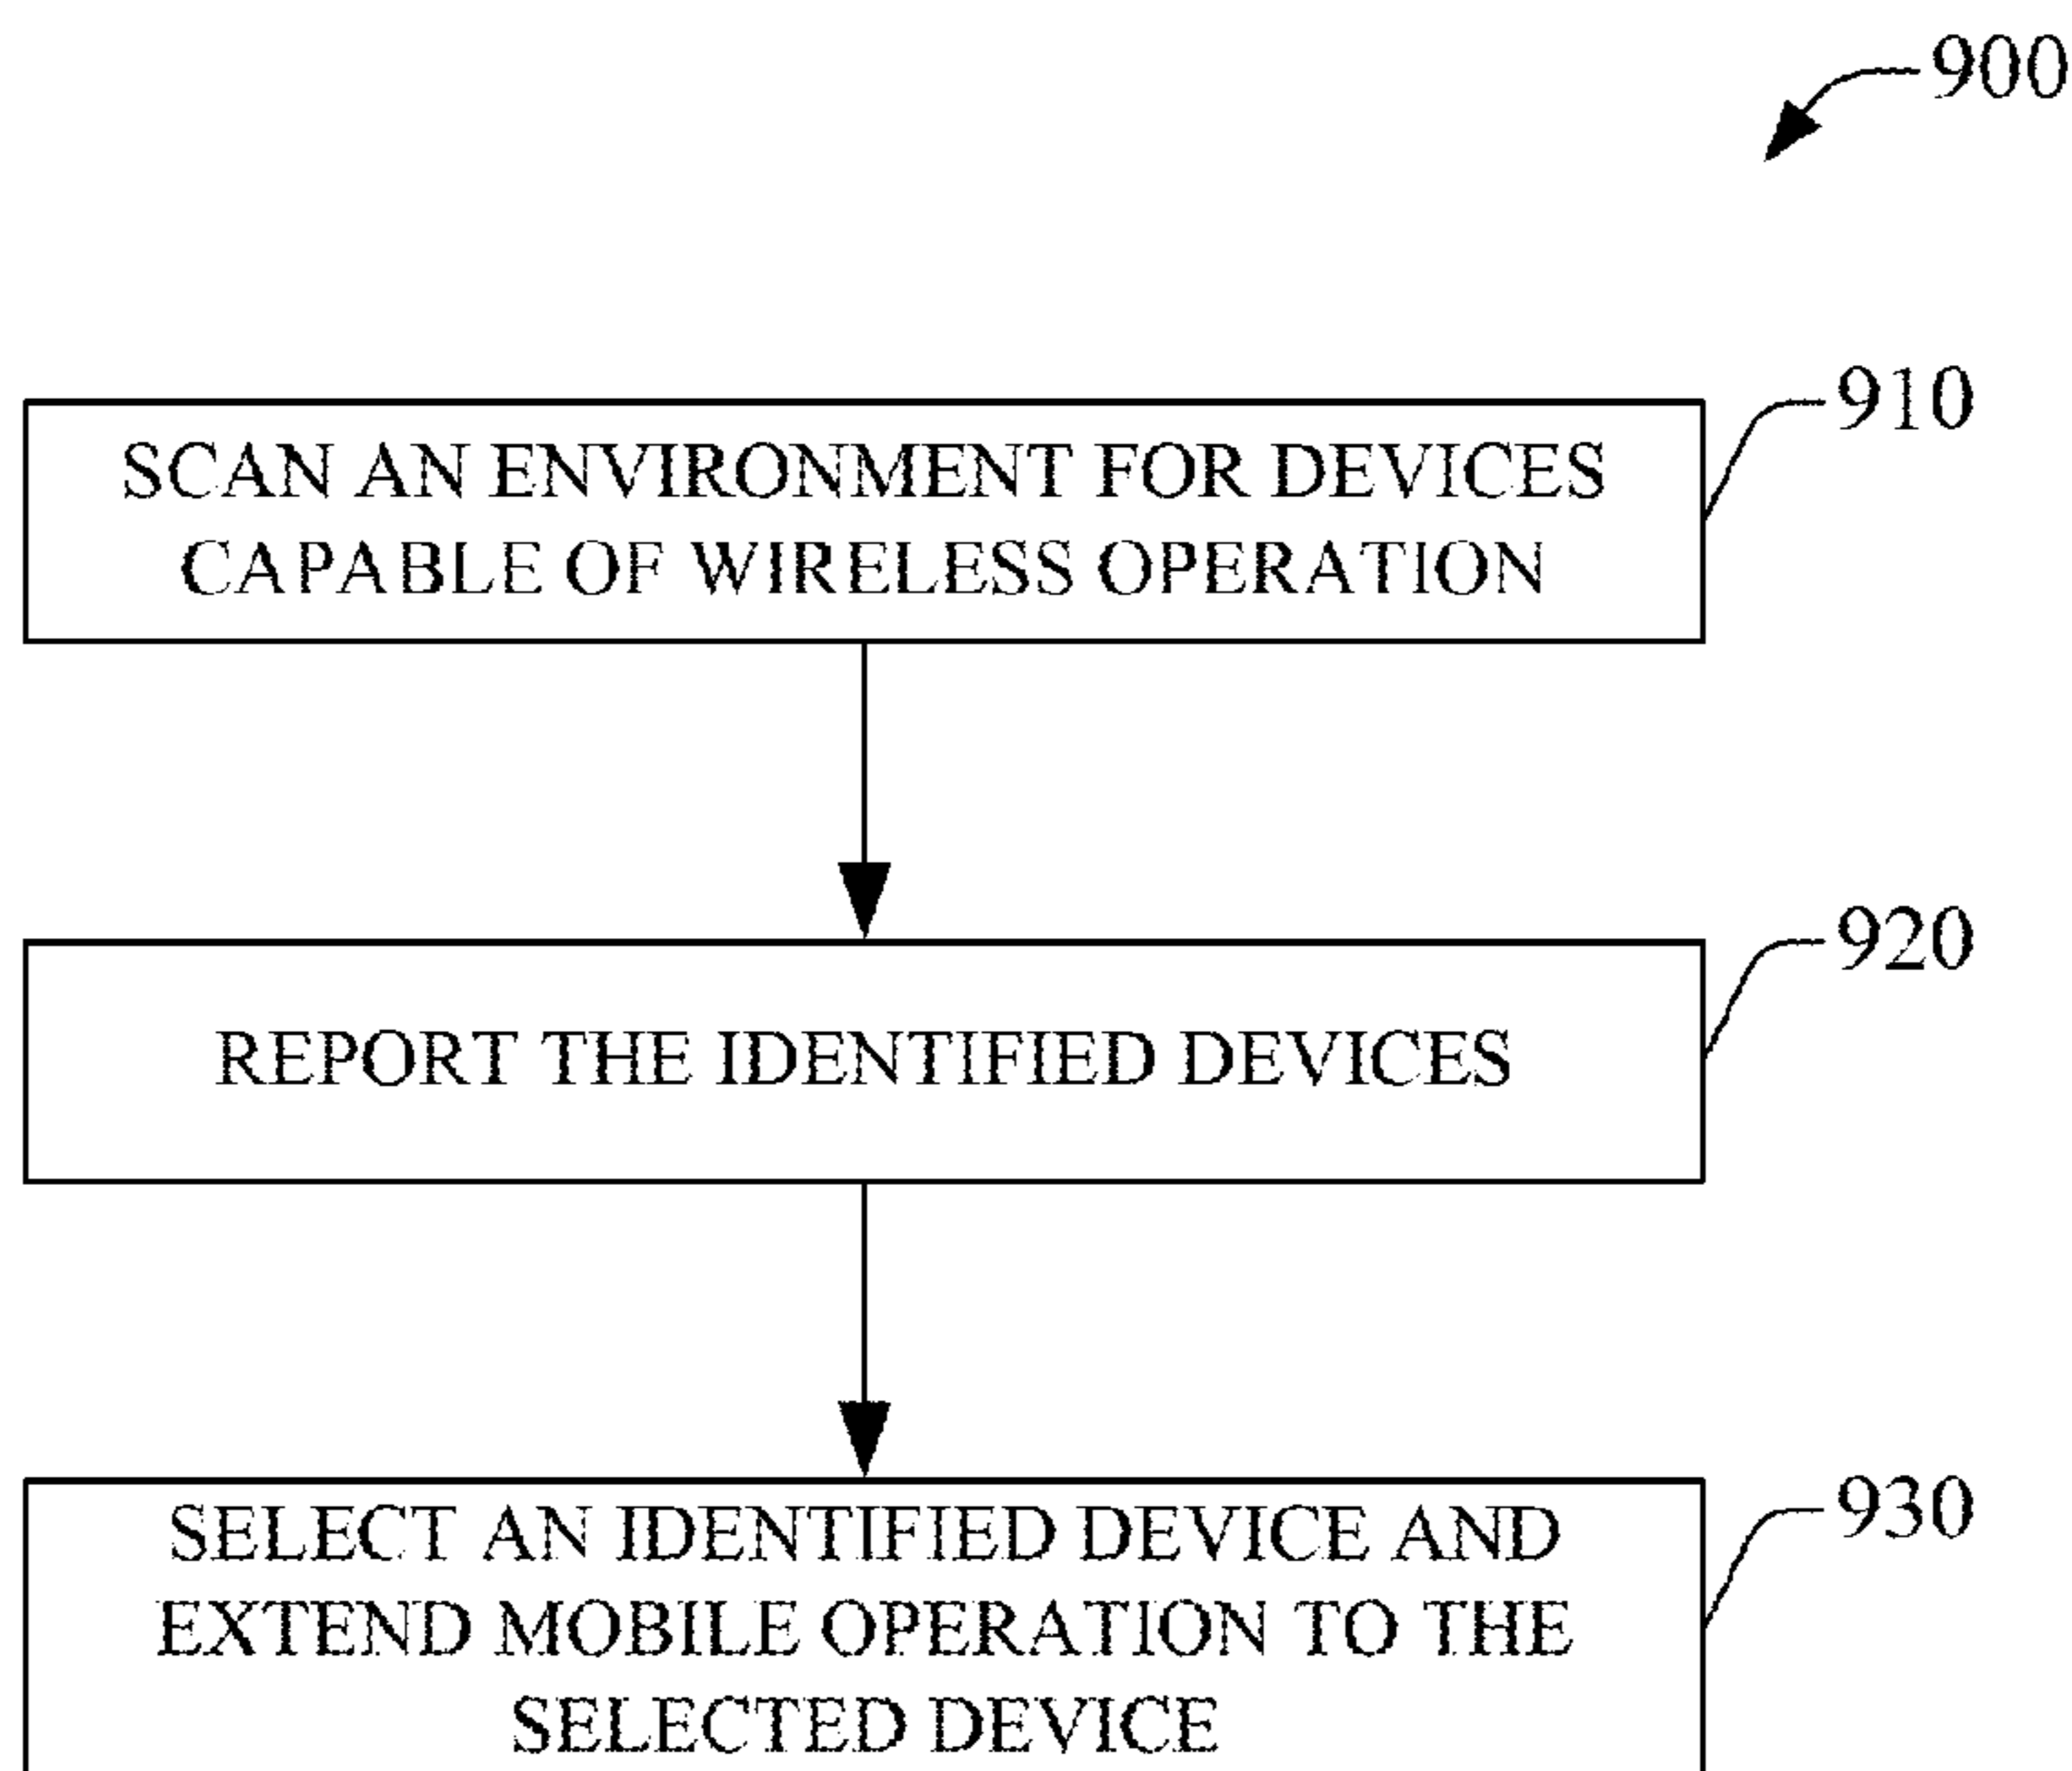 900
910
SCAN AN ENVIRONMENT FOR DEVICES
CAPABLE OF WIRELESS OPERATION
920
REPORT THE IDENTIFIED DEVICES
930
SELECT AN IDENTIFIED DEVICE AND
EXTEND MOBILE OPERATION TO THE
SELECTED DEVICE